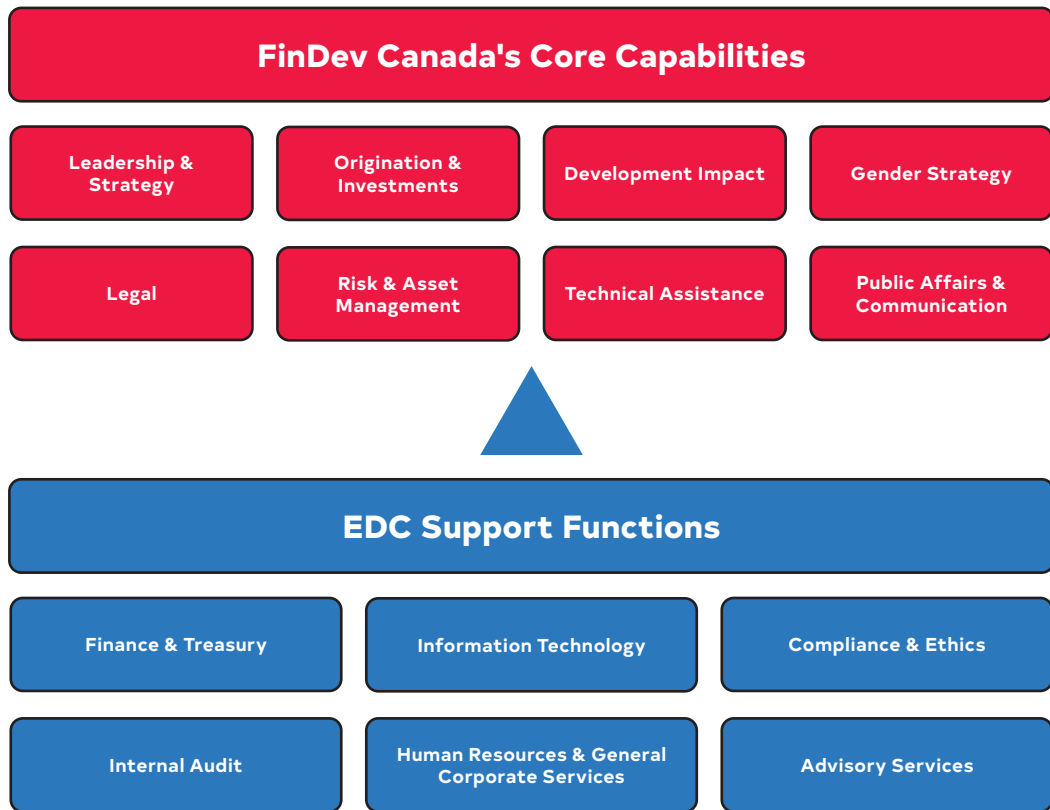 FinDev Canada's Core Capabilities
Leadership &
Strategy
Origination &
Investments
Development Impact
Gender Strategy
Legal
Risk & Asset
Management
Technical Assistance
Public Affairs &
Communication
EDC Support Functions
Finance & Treasury
Information Technology
Compliance & Ethics
Internal Audit
Human Resources & General
Corporate Services
Advisory Services